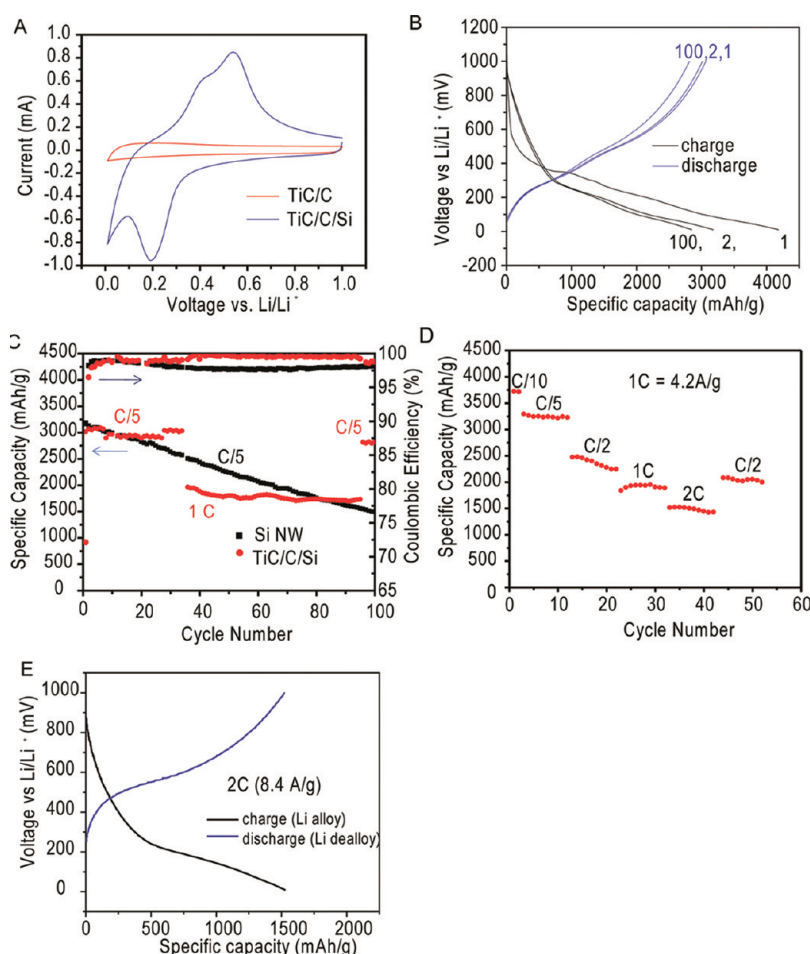 A
Current (mA)
1.0
0.8
0.6
0.4
0.2
0.0
-0.2
-0.4
-0.6
-0.8
-1.0
TiC/C
TiC/C/Si
0.0 0.2 0.4 0.6 0.8 1.0
Voltage vs. Li/Li⁺
B
Voltage vs Li/Li⁺ (mV)
1200
1000
800
600
400
200
0
-200
100,2,1
charge
discharge
100, 2, 1
0 1000 2000 3000 4000
Specific capacity (mAh/g)
Specific Capacity (mAh/g)
4500
4000
3500
3000
2500
2000
1500
1000
500
0
C/5
C/5
C/5
1 C
Si NW
TiC/C/Si
100
95
90
85
80
75
70
65
Coulombic Efficiency (%)
0 20 40 60 80 100
Cycle Number
D
Specific Capacity (mAh/g)
4500
4000
3500
3000
2500
2000
1500
1000
500
0
C/10
1C = 4.2A/g
C/5
C/2
1C
2C
C/2
0 10 20 30 40 50 60
Cycle Number
E
Voltage vs Li/Li⁺ (mV)
1000
800
600
400
200
0
2C (8.4 A/g)
charge (Li alloy)
discharge (Li dealloy)
0 500 1000 1500 2000
Specific capacity (mAh/g)